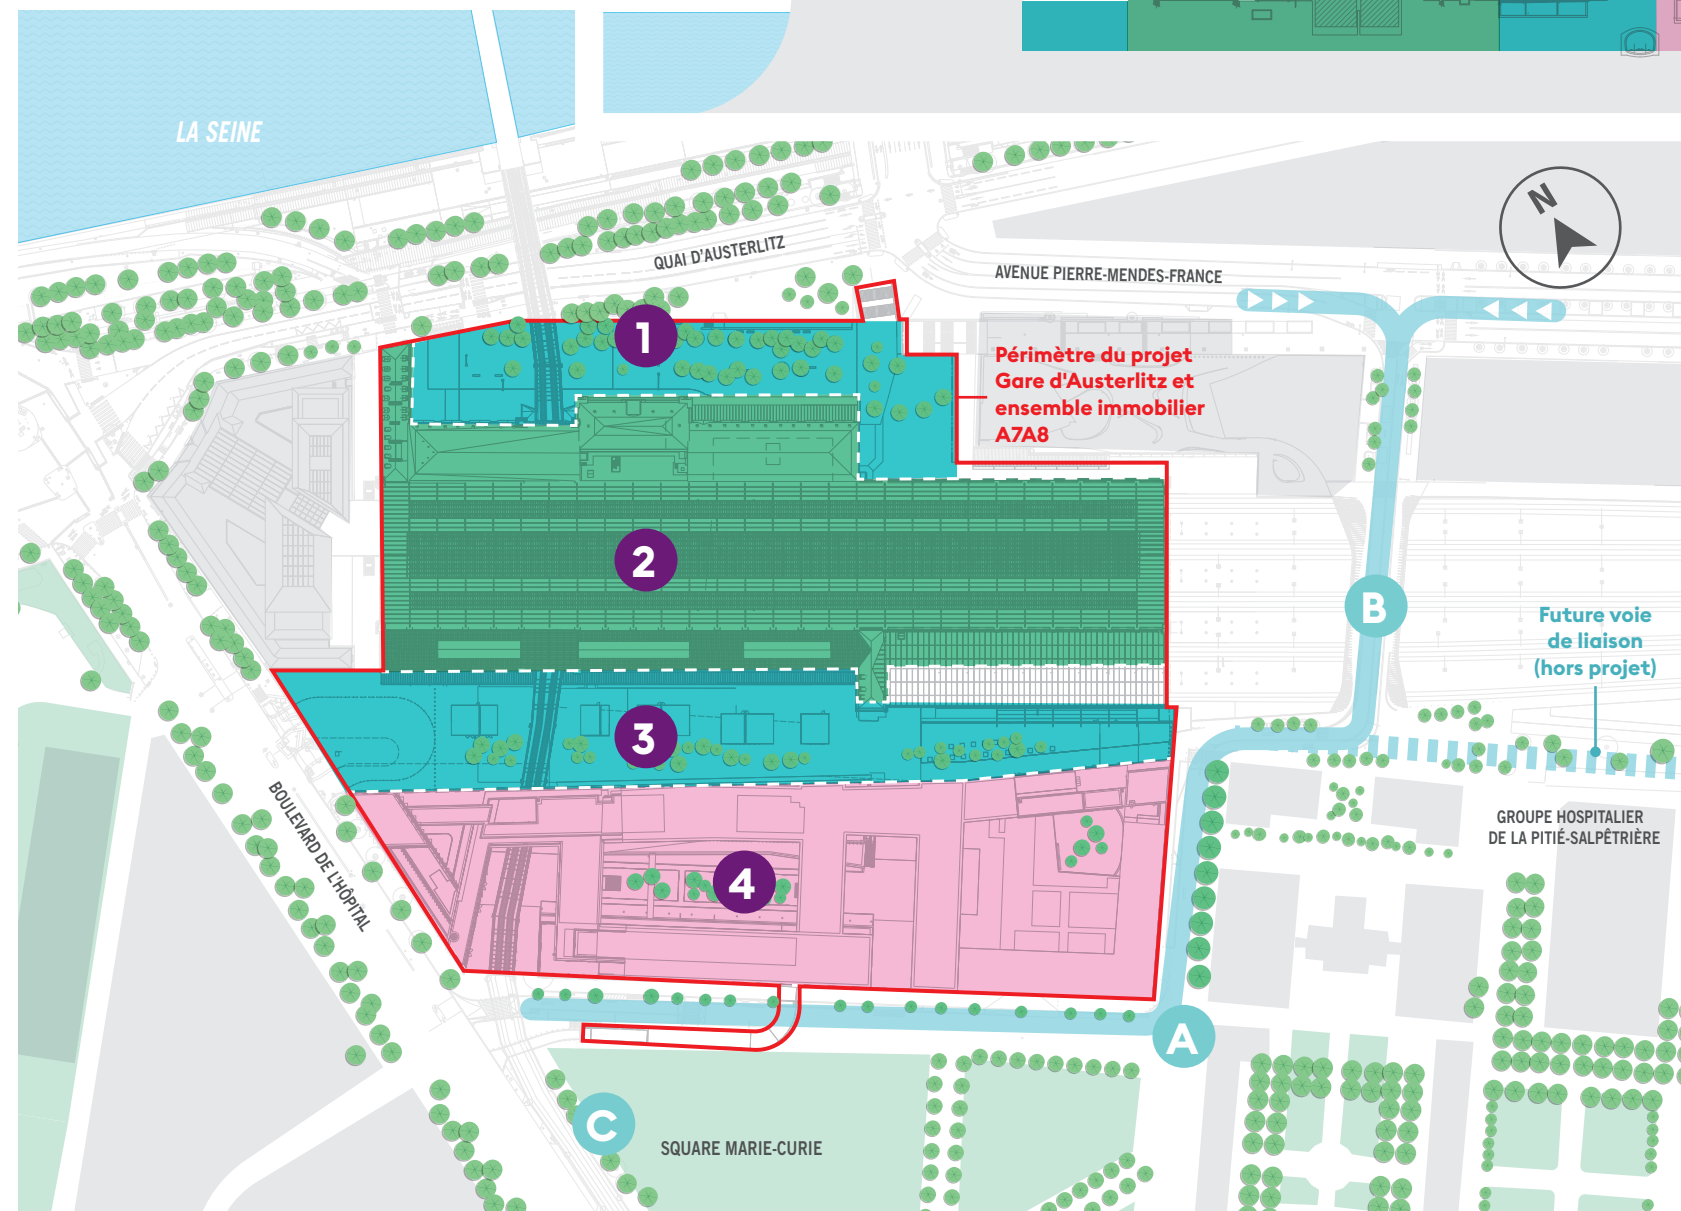 LA SEINE
N
QUAI D'AUSTERLITZ
AVENUE PIERRE-MENDES-FRANCE
1
Périmètre du projet
Gare d'Austerlitz et
ensemble immobilier
A7A8
2
B
Future voie
de liaison
(hors projet)
3
BOULEVARD DE L'HÔPITAL
GROUPE HOSPITALIER
DE LA PITIÉ-SALPÊTRIÈRE
4
A
C
SQUARE MARIE-CURIE